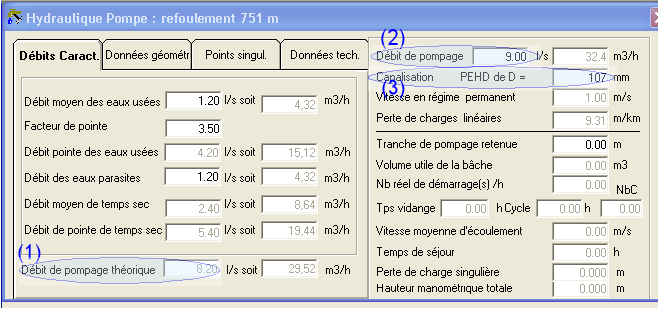 Hydraulique Pompe : refoulement 751 m
Débits Caract. Données géométr Points singul. Données tech.
Débit moyen des eaux usées 1.20 l/s soit 4,32 m3/h
Facteur de pointe 3.50
Débit pointe des eaux usées 4.20 l/s soit 15,12 m3/h
Débit des eaux parasites 1.20 l/s soit 4,32 m3/h
Débit moyen de temps sec 2.40 l/s soit 8,64 m3/h
Débit de pointe de temps sec 5.40 l/s soit 19,44 m3/h
(1)
Débit de pompage théorique 8.20 l/s soit 29,52 m3/h
(2)
Débit de pompage 9.00 l/s 32,4 m3/h
Canalisation PEHD de D = 107 mm
(3)
Vitesse en régime permanent 1.00 m/s
Perte de charges linéaires 9.31 m/km
Tranche de pompage retenue 0.00 m
Volume utile de la bâche 0.00 m3
Nb réel de démarrage(s) /h 0.00 NbC
Tps vidange 0.00 h Cycle 0.00 h 0.00
Vitesse moyenne d'écoulement 0.00 m/s
Temps de séjour 0.00 h
Perte de charge singulière 0.000 m
Hauteur manométrique totale 0.000 m